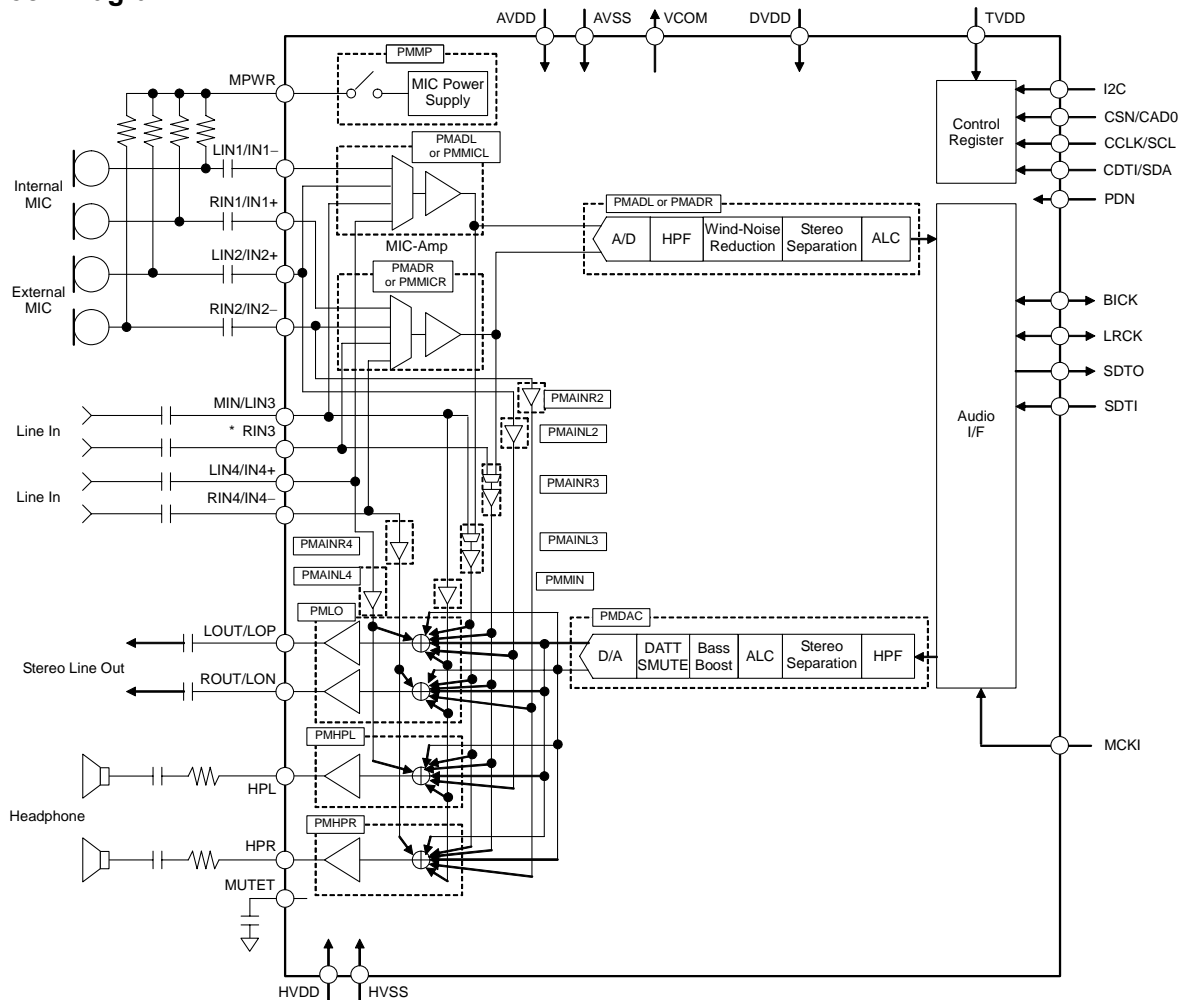 AVDD AVSS VCOM DVDD TVDD
PMMP
MPWR
MIC Power
Supply
I2C
CSN/CAD0
CCLK/SCL
CDTI/SDA
PDN
Control
Register
PMADL
or PMMICL
LIN1/IN1−
Internal
MIC
RIN1/IN1+
MIC-Amp
PMADL or PMADR
A/D HPF Wind-Noise
Reduction Stereo
Separation ALC
LIN2/IN2+
PMADR
or PMMICR
External
MIC
RIN2/IN2−
BICK
LRCK
SDTO
SDTI
Audio
I/F
MIN/LIN3
PMAINR2
Line In
* RIN3
PMAINL2
LIN4/IN4+
PMAINR3
Line In
RIN4/IN4−
PMAINR4
PMAINL3
PMAINL4
PMMIN
PMLO
PMDAC
LOUT/LOP
D/A DATT
SMUTE Bass
Boost ALC Stereo
Separation HPF
Stereo Line Out
ROUT/LON
PMHPL
MCKI
HPL
Headphone
PMHPR
HPR
MUTET
HVDD HVSS